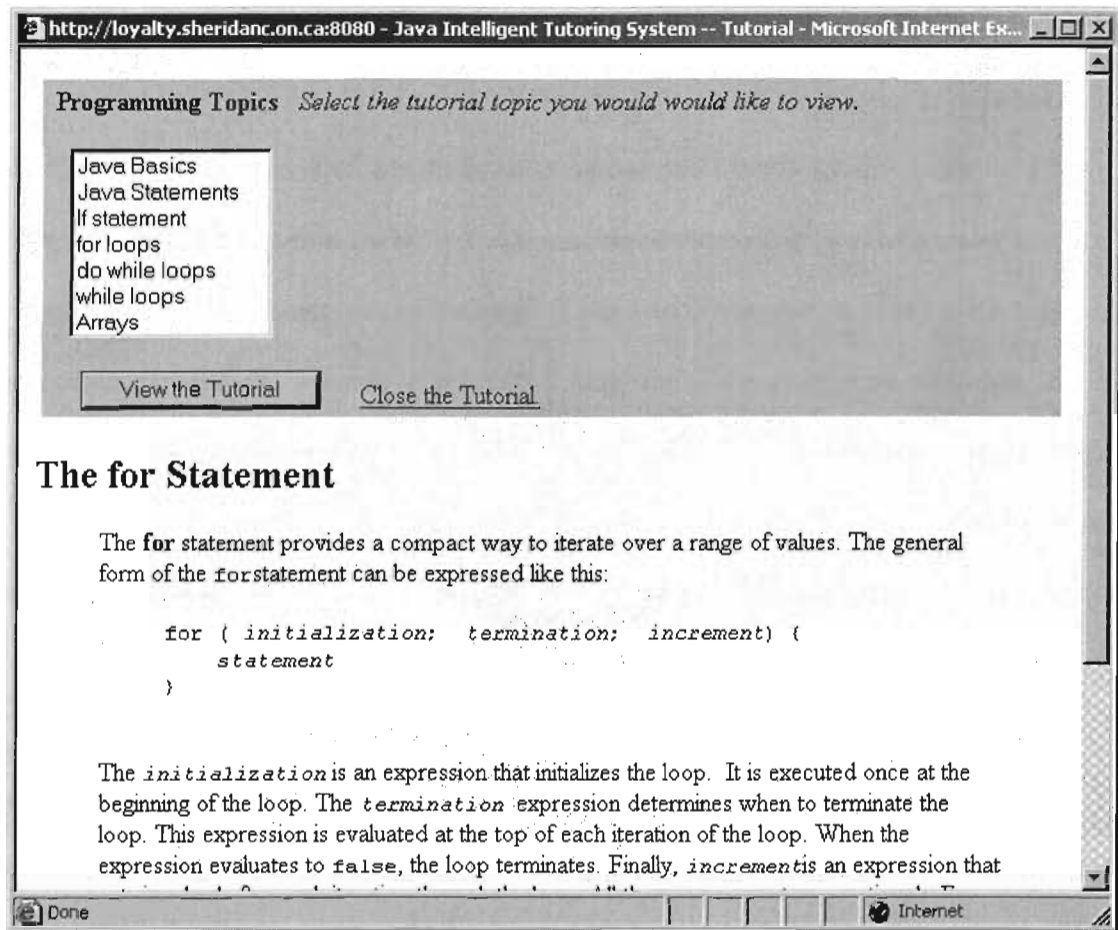 http://loyalty.sheridanc.on.ca:8080 - Java Intelligent Tutoring System -- Tutorial - Microsoft Internet Ex...
Programming Topics Select the tutorial topic you would would like to view.
Java Basics
Java Statements
If statement
for loops
do while loops
while loops
Arrays
View the Tutorial Close the Tutorial
The for Statement
The for statement provides a compact way to iterate over a range of values. The general
form of the forstatement can be expressed like this:
for ( initialization; termination; increment) {
statement
}
The initialization is an expression that initializes the loop. It is executed once at the
beginning of the loop. The termination expression determines when to terminate the
loop. This expression is evaluated at the top of each iteration of the loop. When the
expression evaluates to false, the loop terminates. Finally, incrementis an expression that
Done Internet